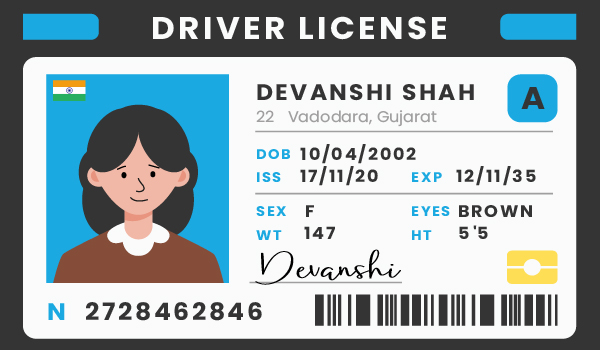 DRIVER LICENSE
DEVANSHI SHAH
A
22 Vadodara, Gujarat
DOB 10/04/2002
ISS 17/11/20 EXP 12/11/35
SEX F EYES BROWN
WT 147 HT 5'5
Devanshi
N 2728462846